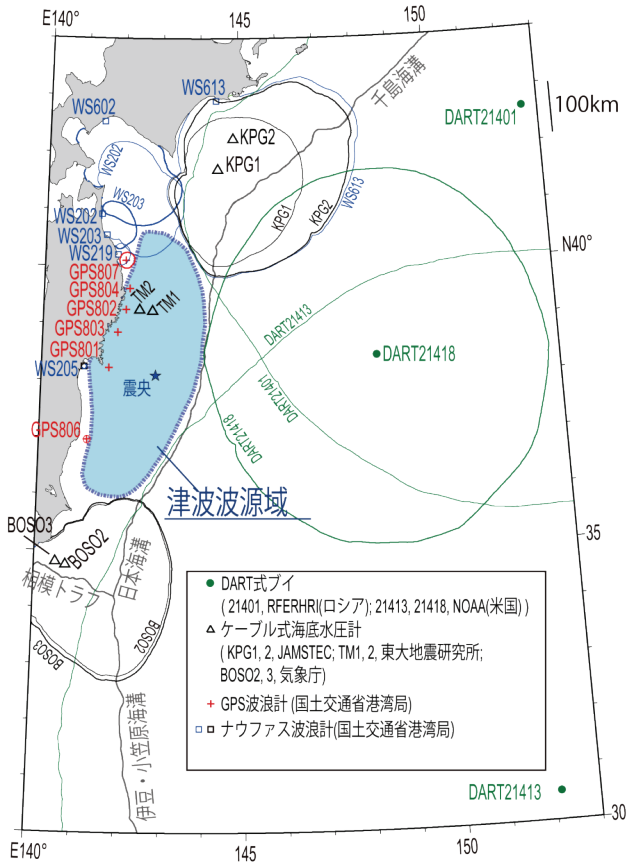 E140°
145
150
WS613
千島海溝
100km
WS602
DART21401
KPG2
KPG1
WS202
WS203
KPG1
KPG2
WS613
WS202
WS203
WS219
N40°
GPS807
GPS804
TM2
TM1
GPS802
GPS803
DART21413
GPS801
DART21418
WS205
震央
DART21401
DART21418
GPS806
津波波源域
BOSO3
BOSO2
35
相模トラフ
日本海溝
BOSO3
BOSO2
DART式ブイ
( 21401, RFERHRI(ロシア); 21413, 21418, NOAA(米国) )
ケーブル式海底水圧計
( KPG1, 2, JAMSTEC; TM1, 2, 東大地震研究所;
BOSO2, 3, 気象庁)
GPS波浪計 (国土交通省港湾局)
ナウファス波浪計(国土交通省港湾局)
伊豆・小笠原海溝
DART21413
30
E140°
145
150